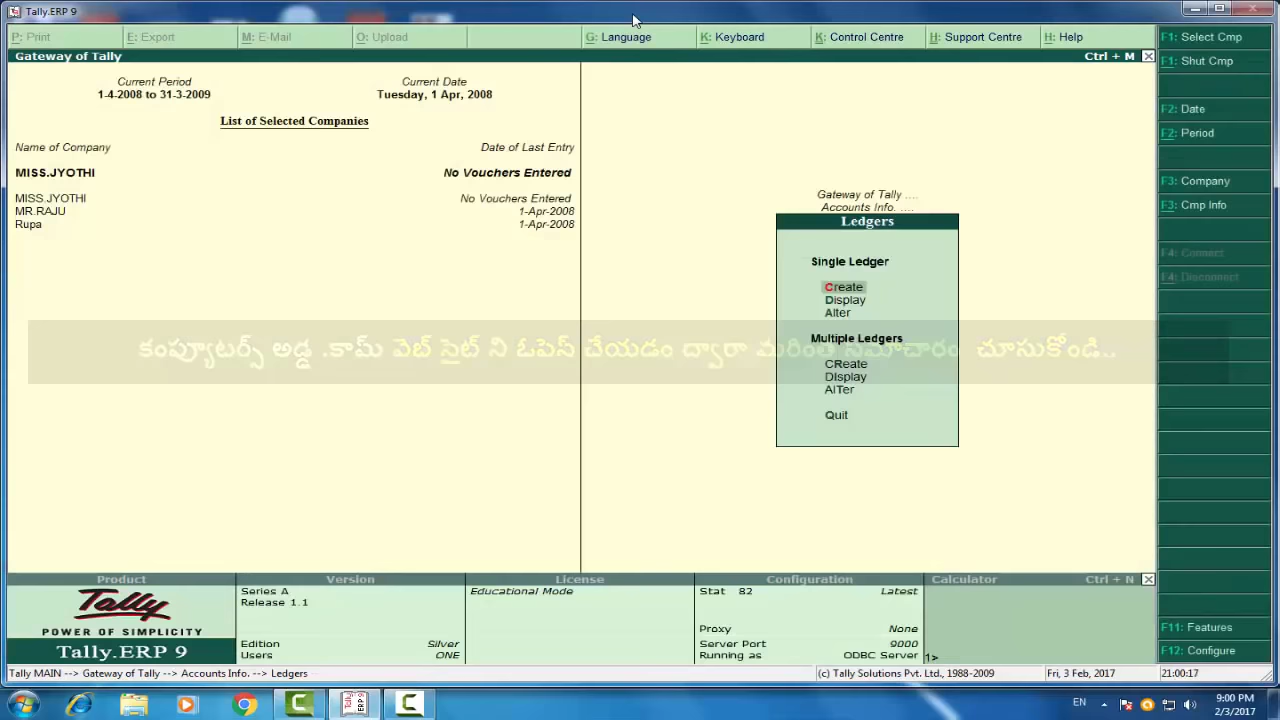 Tally.ERP 9
P: Print
E: Export
M: E-Mail
O: Upload
G: Language
K: Keyboard
K: Control Centre
H: Support Centre
H: Help
Gateway of Tally
Ctrl + M
Current Period
1-4-2008 to 31-3-2009
Current Date
Tuesday, 1 Apr, 2008
List of Selected Companies
Name of Company
Date of Last Entry
MISS.JYOTHI
No Vouchers Entered
MISS.JYOTHI
No Vouchers Entered
MR.RAJU
1-Apr-2008
Rupa
1-Apr-2008
Gateway of Tally ....
Accounts Info. ....
Ledgers
Single Ledger
Create
Display
Alter
Multiple Ledgers
CReate
DIsplay
AlTer
Quit
కంప్యూటర్స్ అడ్డ .కామ్ వెబ్ సైట్ ని ఓపెన్ చేయడం ద్వారా మరింత సమాచారం చూసుకోండి..
F1: Select Cmp
F1: Shut Cmp
F2: Date
F2: Period
F3: Company
F3: Cmp Info
F4: Connect
F4: Disconnect
F11: Features
F12: Configure
Product
Version
License
Configuration
Calculator
Ctrl + N
Tally
POWER OF SIMPLICITY
Tally.ERP 9
Series A
Release 1.1
Edition
Silver
Users
ONE
Educational Mode
Stat 82
Latest
Proxy
None
Server Port
9000
Running as
ODBC Server
1>
Tally MAIN --> Gateway of Tally --> Accounts Info. --> Ledgers
(c) Tally Solutions Pvt. Ltd., 1988-2009
Fri, 3 Feb, 2017
21:00:17
EN
9:00 PM
2/3/2017